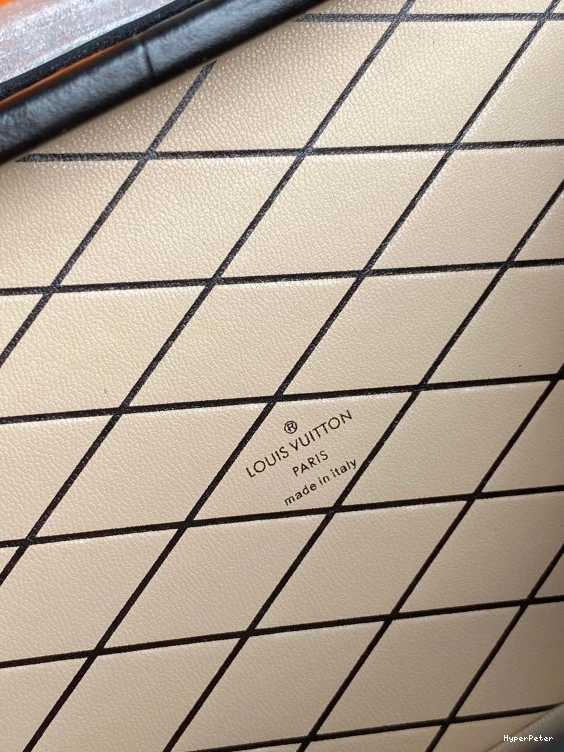 ®
LOUIS VUITTON
PARIS
made in italy
HyperPeter